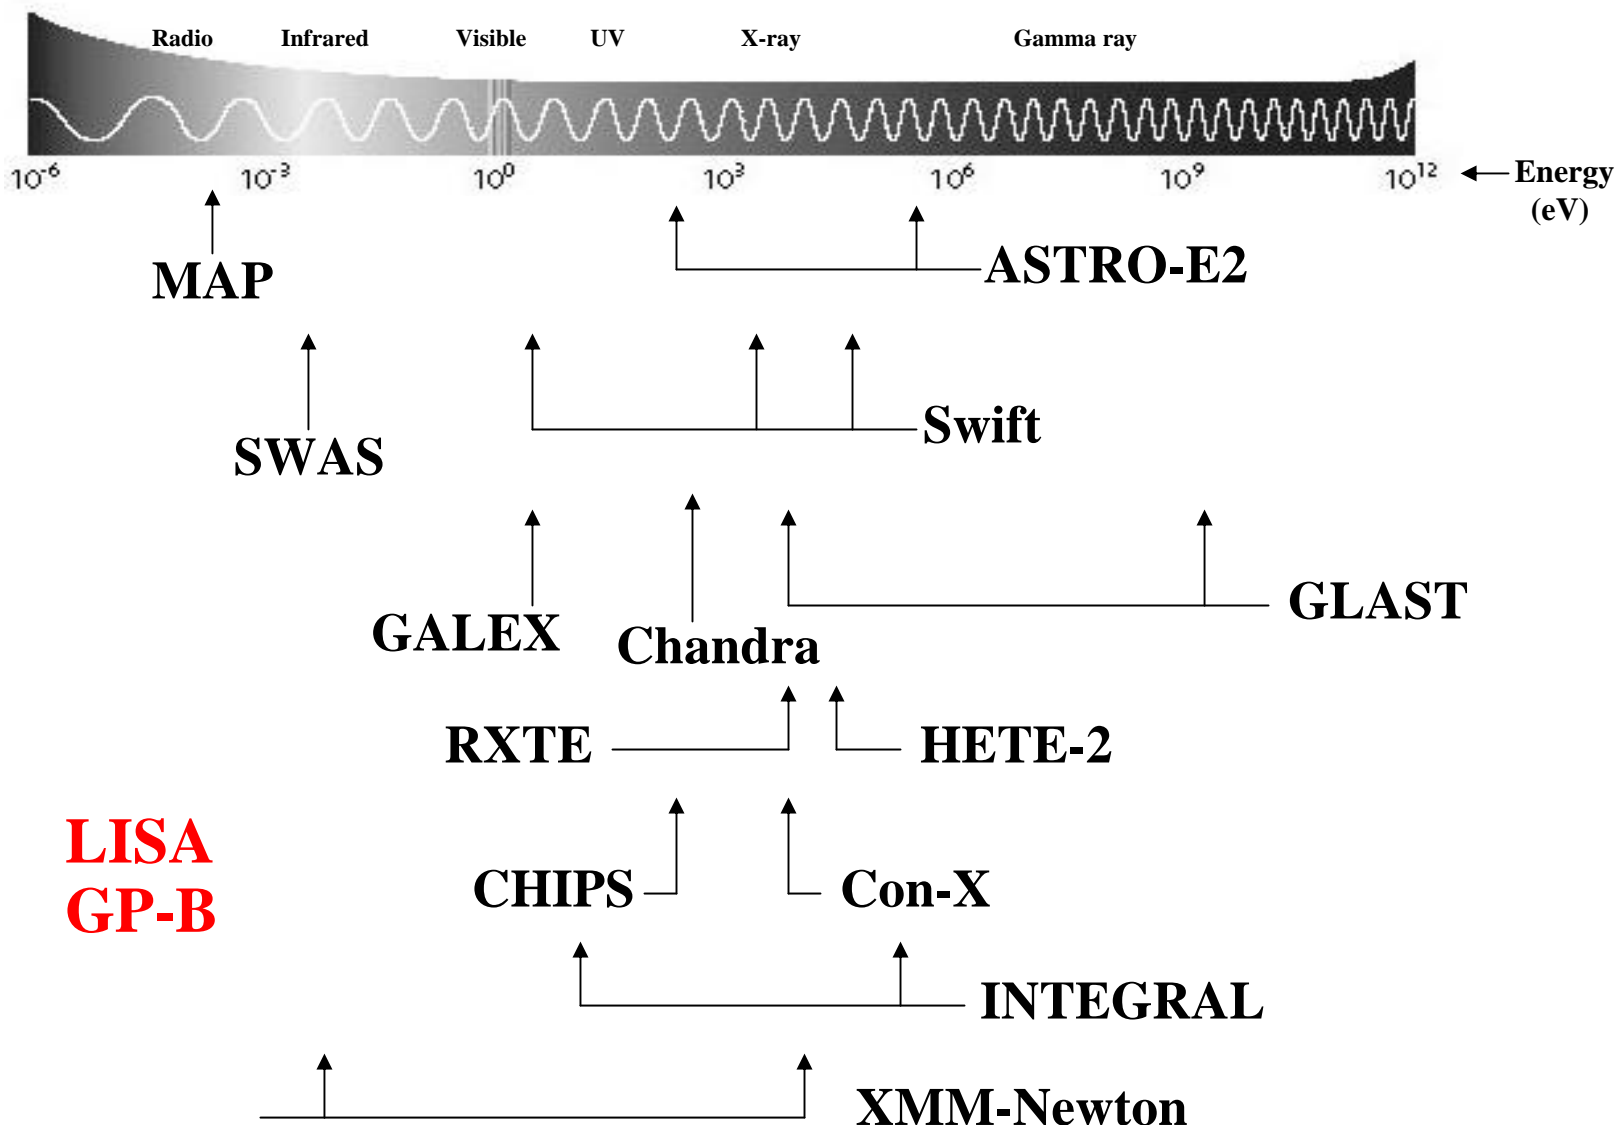 Radio Infrared Visible UV X-ray Gamma ray
10⁻⁶ 10⁻³ 10⁰ 10³ 10⁶ 10⁹ 10¹² Energy
(eV)
MAP ASTRO-E2
SWAS Swift
GALEX Chandra GLAST
RXTE HETE-2
LISA
GP-B
CHIPS Con-X
INTEGRAL
XMM-Newton